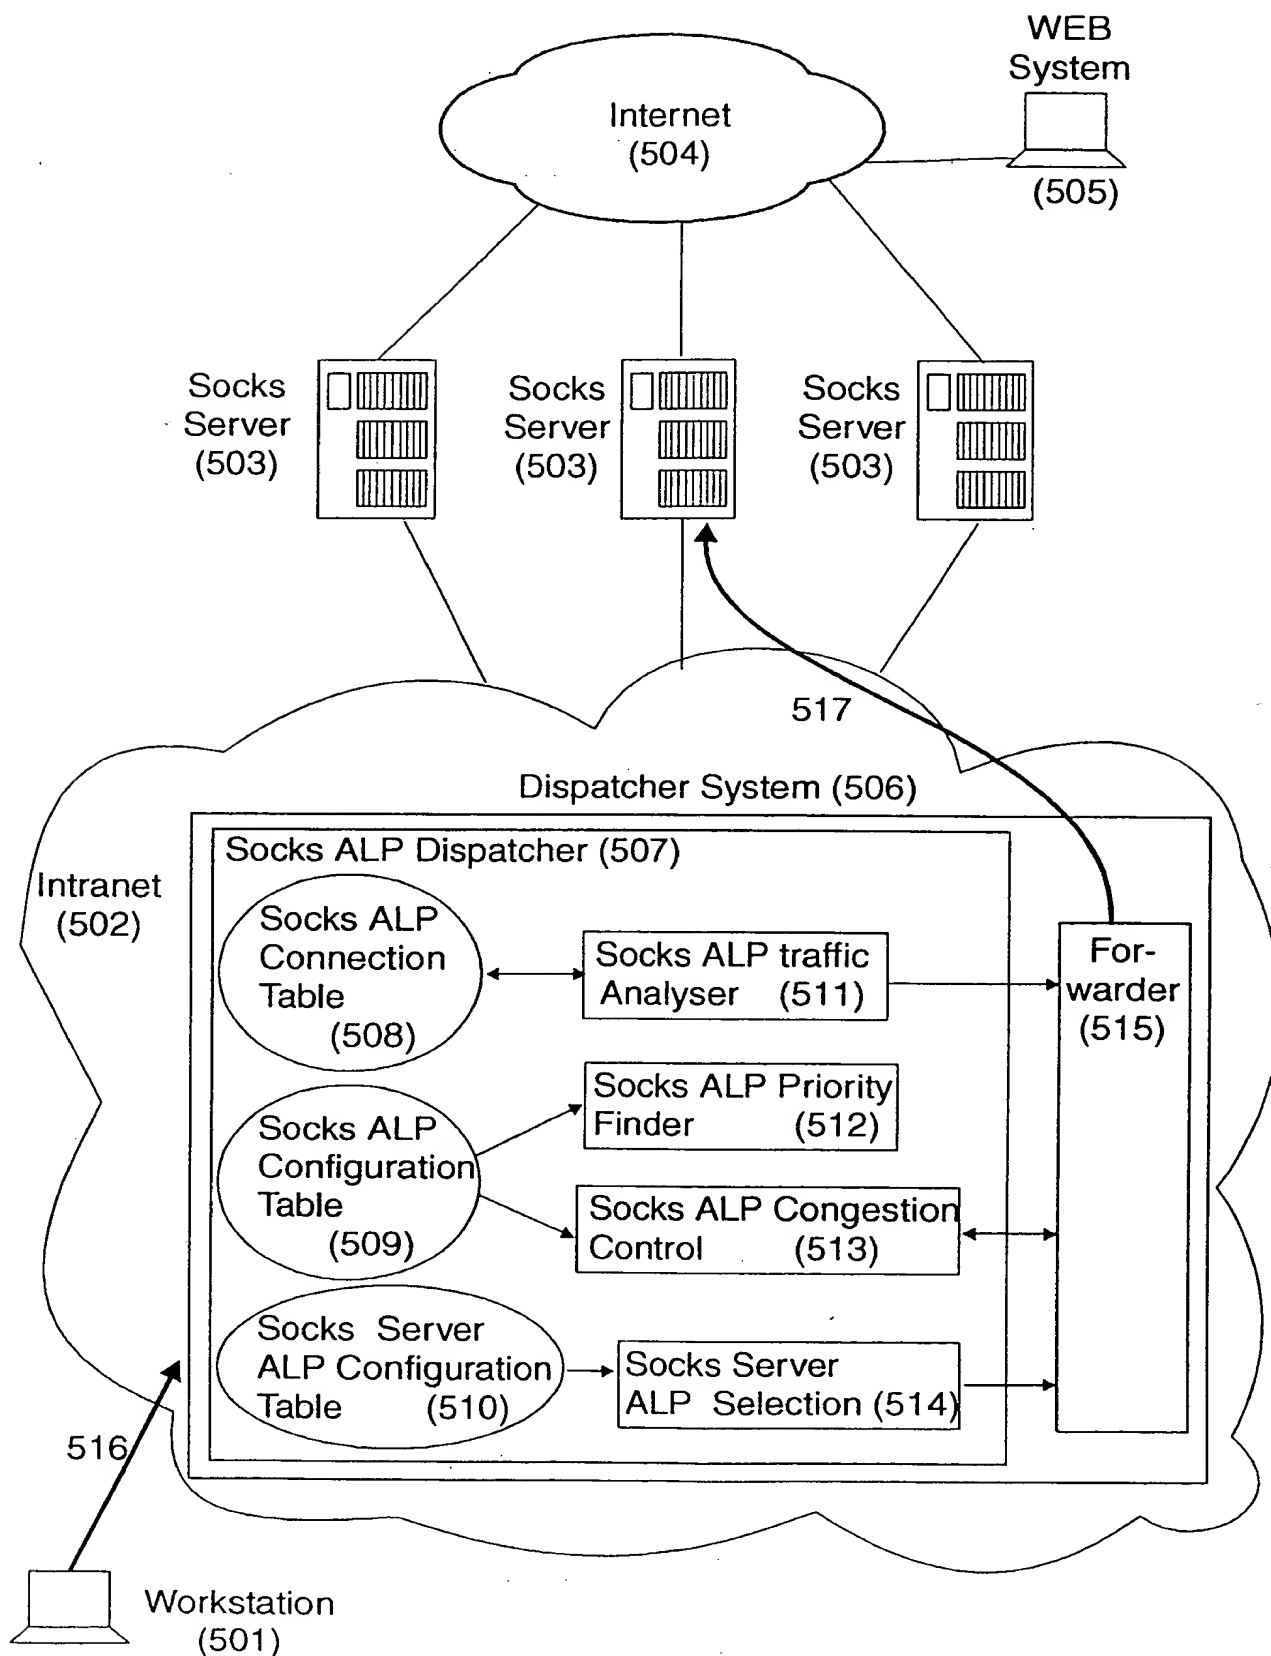 WEB
System
(505)
Internet
(504)
Socks
Server
(503)
Socks
Server
(503)
Socks
Server
(503)
517
Dispatcher System (506)
Intranet
(502)
Socks ALP Dispatcher (507)
Socks ALP
Connection
Table
(508)
Socks ALP traffic
Analyser (511)
For-
warder
(515)
Socks ALP
Configuration
Table
(509)
Socks ALP Priority
Finder (512)
Socks ALP Congestion
Control (513)
Socks Server
ALP Configuration
Table (510)
Socks Server
ALP Selection (514)
516
Workstation
(501)